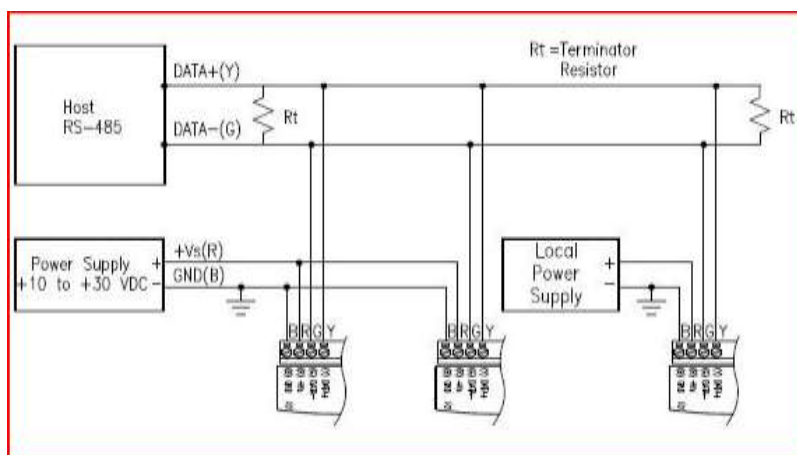 DATA+(Y)
Rt =Terminator
Resistor
Host
RS-485
Rt
Rt
DATA-(G)
+Vs(R)
Power Supply +
+10 to +30 VDC -
GND(B)
Local
Power
Supply
+
-
B R G Y
B R G Y
B R G Y